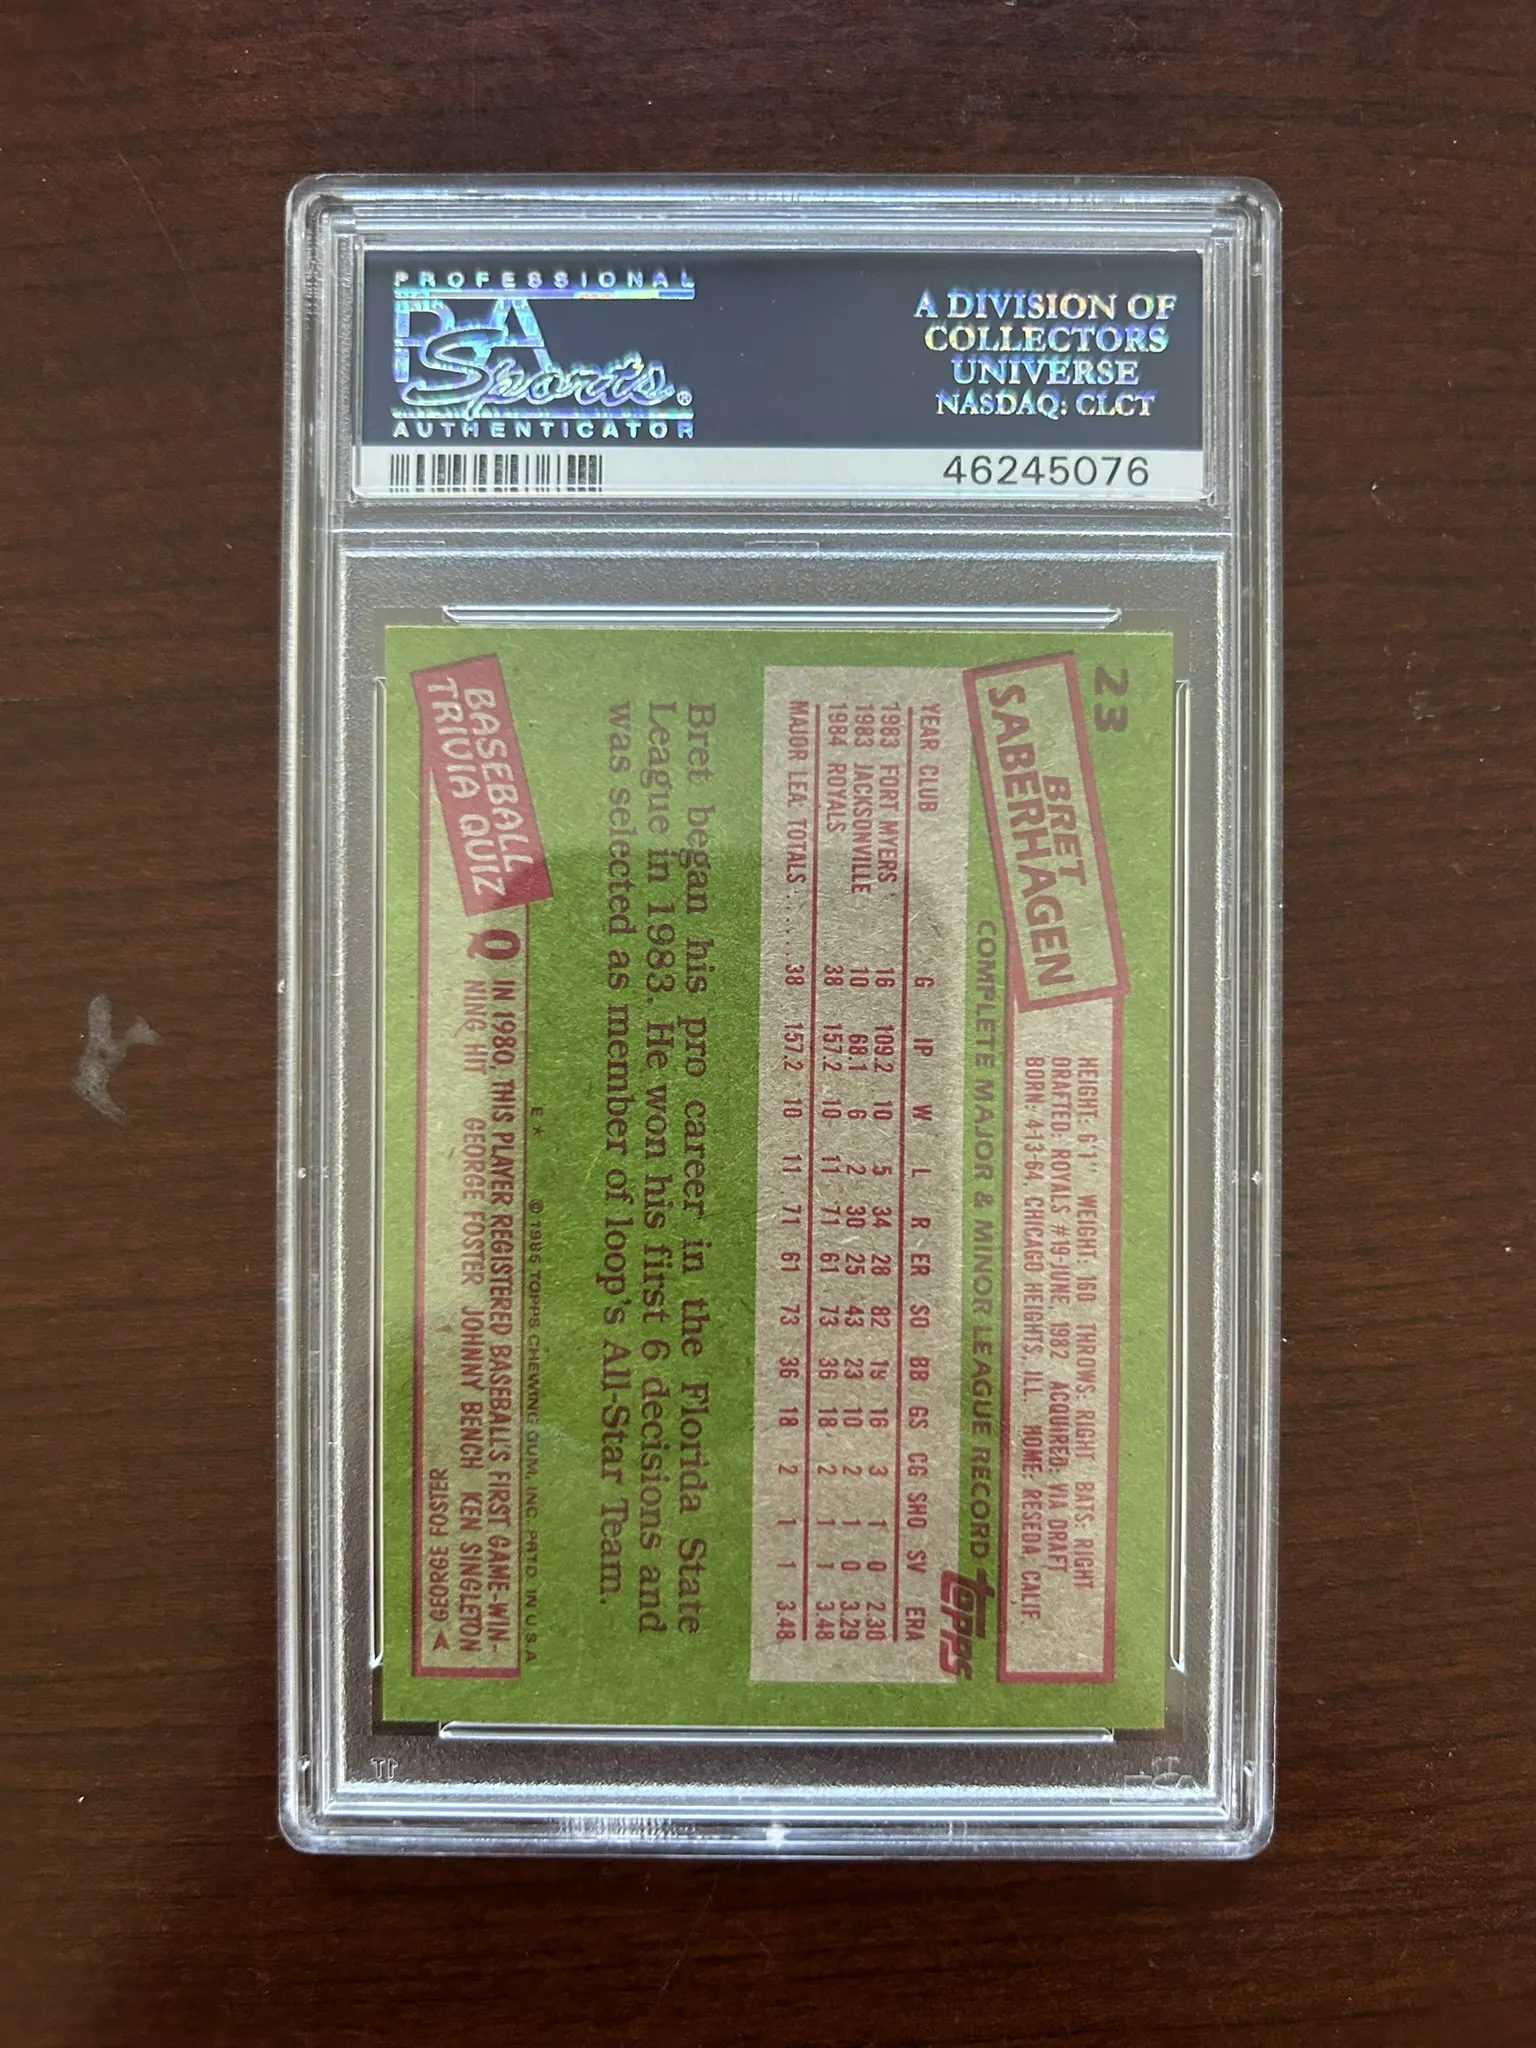 PROFESSIONAL
PSA
Sports®
AUTHENTICATOR
A DIVISION OF
COLLECTORS
UNIVERSE
NASDAQ: CLCT
46245076
23
BRET
SABERHAGEN
HEIGHT: 6'1" WEIGHT: 160 THROWS: RIGHT BATS: RIGHT
DRAFTED: ROYALS #19-JUNE, 1982 ACQUIRED: VIA DRAFT
BORN: 4-13-64 CHICAGO HEIGHTS, ILL. HOME: RESEDA, CALIF.
COMPLETE MAJOR & MINOR LEAGUE RECORD
TOPPS
YEAR CLUB G IP W L R ER SO BB GS CG SHO SV ERA
1983 FORT MYERS 16 109.2 10 5 34 28 82 19 16 3 1 0 2.30
1983 JACKSONVILLE 10 68.1 6 2 30 25 43 23 10 2 1 0 3.29
1984 ROYALS 38 157.2 10 11 71 61 73 36 18 2 1 1 3.48
MAJOR LEA. TOTALS........38 157.2 10 11 71 61 73 36 18 2 1 1 3.48
Bret began his pro career in the Florida State
League in 1983. He won his first 6 decisions and
was selected as member of loop's All-Star Team.
E* © 1985 TOPPS CHEWING GUM, INC. PRTD. IN U.S.A.
BASEBALL
TRIVIA QUIZ
Q IN 1980, THIS PLAYER REGISTERED BASEBALL'S FIRST GAME-WIN-
NING HIT GEORGE FOSTER JOHNNY BENCH KEN SINGLETON
GEORGE FOSTER
PSA